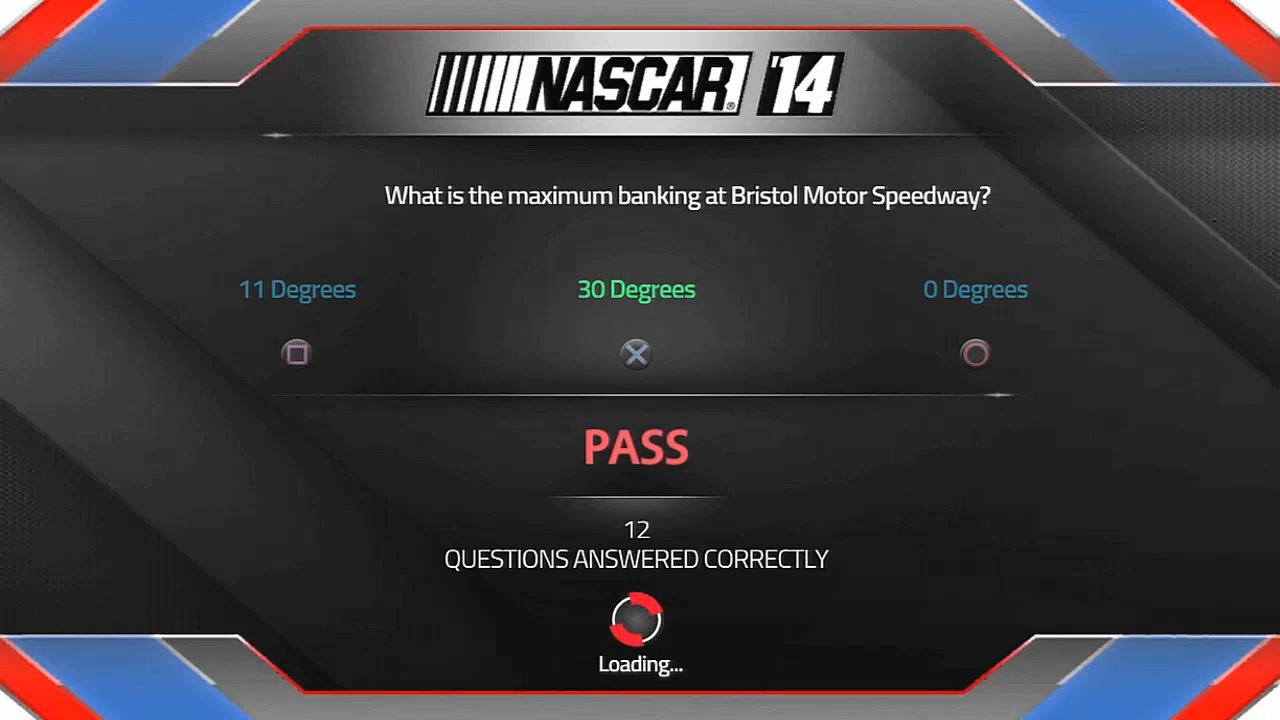 NASCAR '14
What is the maximum banking at Bristol Motor Speedway?
11 Degrees 30 Degrees 0 Degrees
PASS
12
QUESTIONS ANSWERED CORRECTLY
Loading...